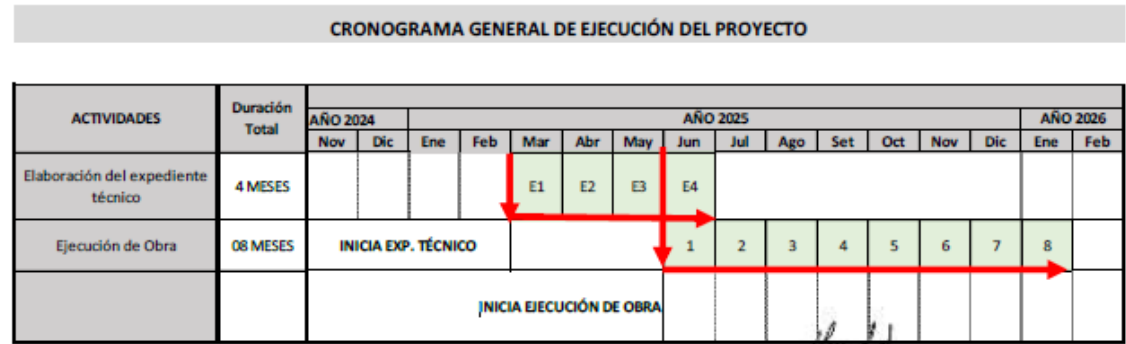 CRONOGRAMA GENERAL DE EJECUCIÓN DEL PROYECTO
ACTIVIDADES
Duración
Total
AÑO 2024
AÑO 2025
AÑO 2026
Nov Dic Ene Feb Mar Abr May Jun Jul Ago Set Oct Nov Dic Ene Feb
Elaboración del expediente
técnico
4 MESES
E1 E2 E3 E4
Ejecución de Obra
08 MESES
INICIA EXP. TÉCNICO
1 2 3 4 5 6 7 8
INICIA EJECUCIÓN DE OBRA